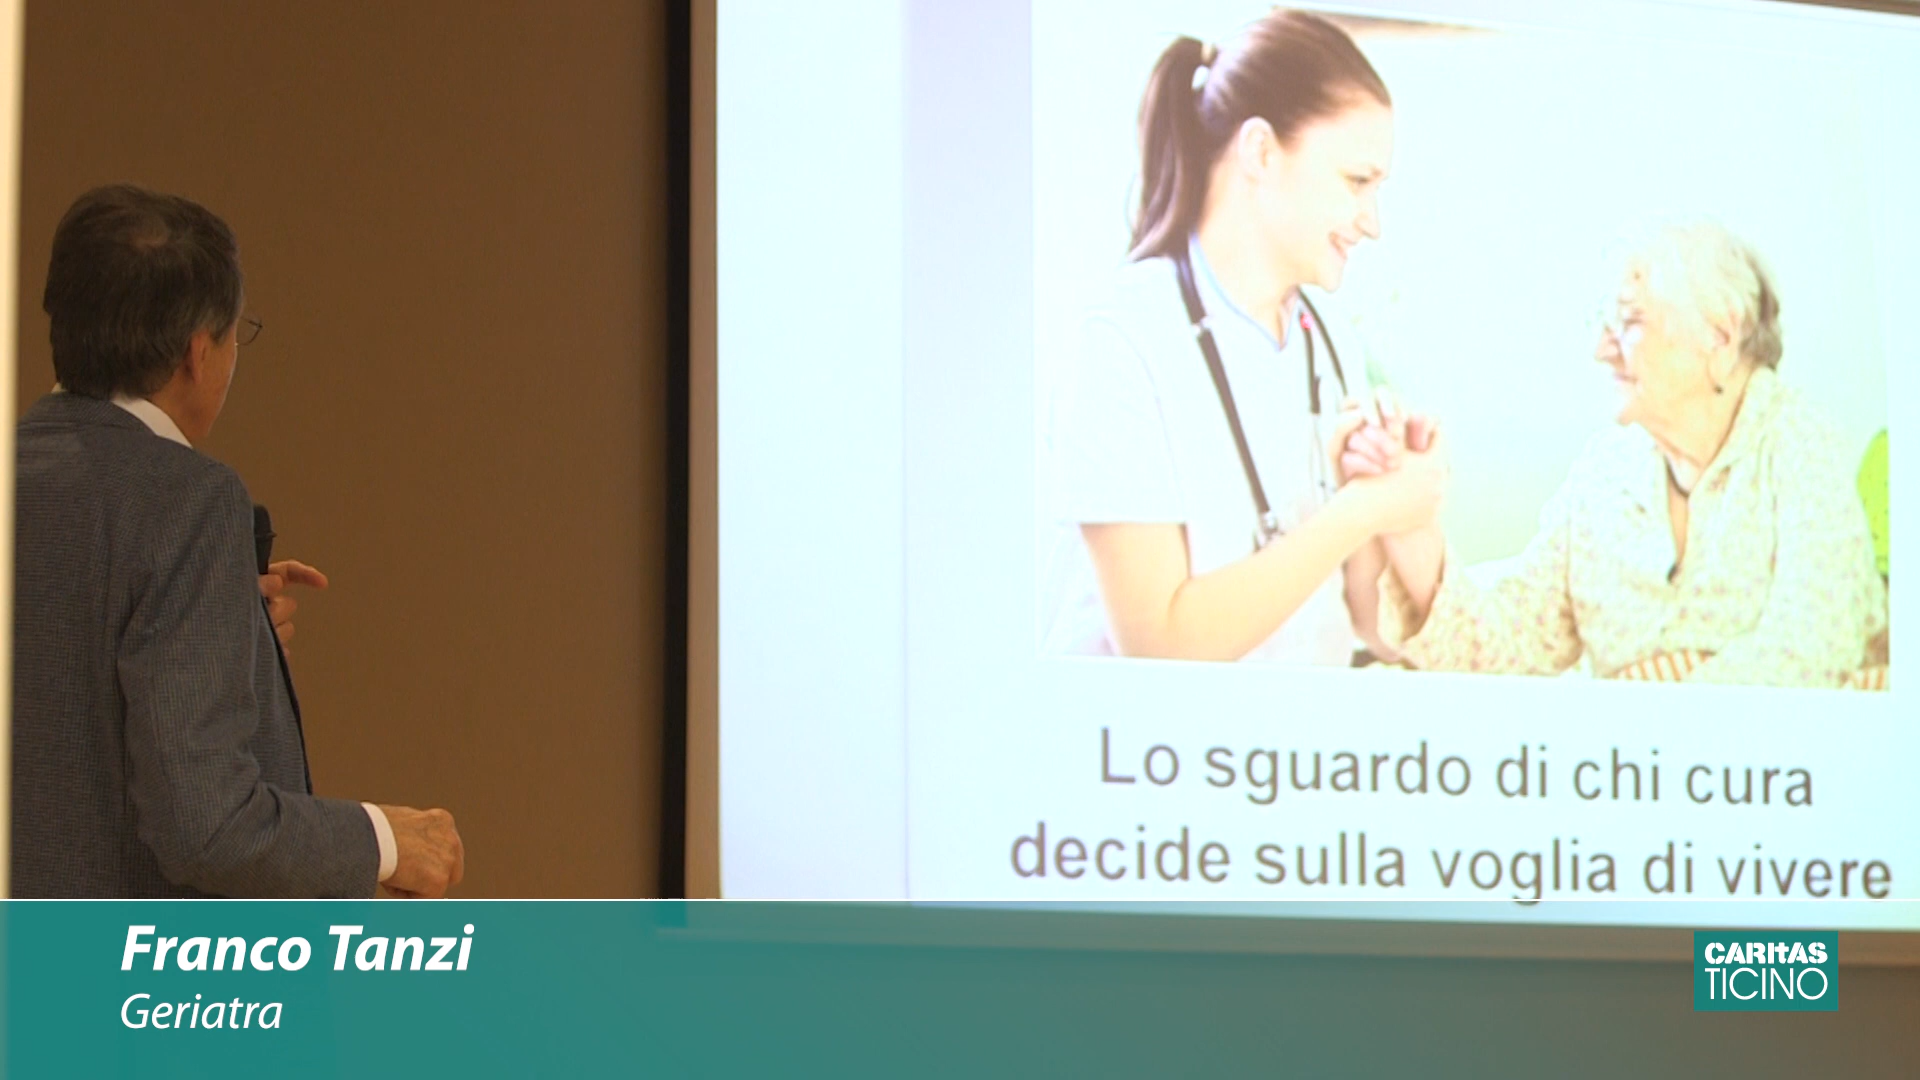 Lo sguardo di chi cura
decide sulla voglia di vivere
Franco Tanzi
Geriatra
CARITAS
TICINO